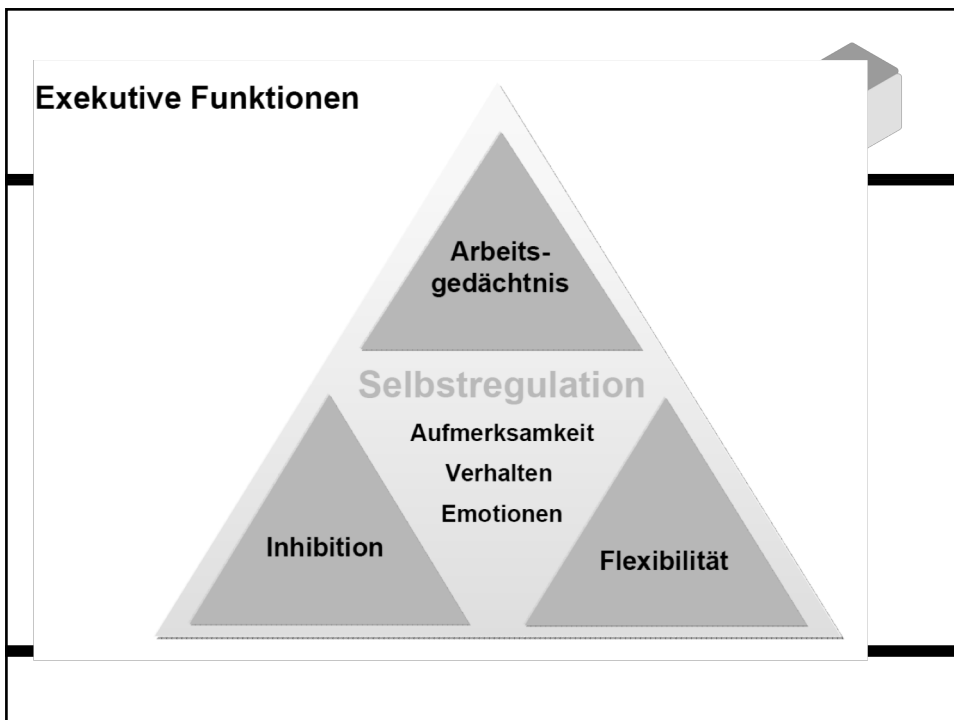 Exekutive Funktionen
Arbeits-
gedächtnis
Selbstregulation
Aufmerksamkeit
Verhalten
Emotionen
Inhibition
Flexibilität